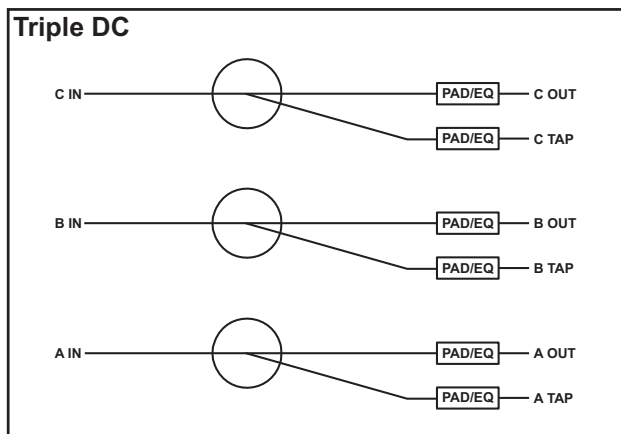 Triple DC
C IN PAD/EQ C OUT
PAD/EQ C TAP
B IN PAD/EQ B OUT
PAD/EQ B TAP
A IN PAD/EQ A OUT
PAD/EQ A TAP